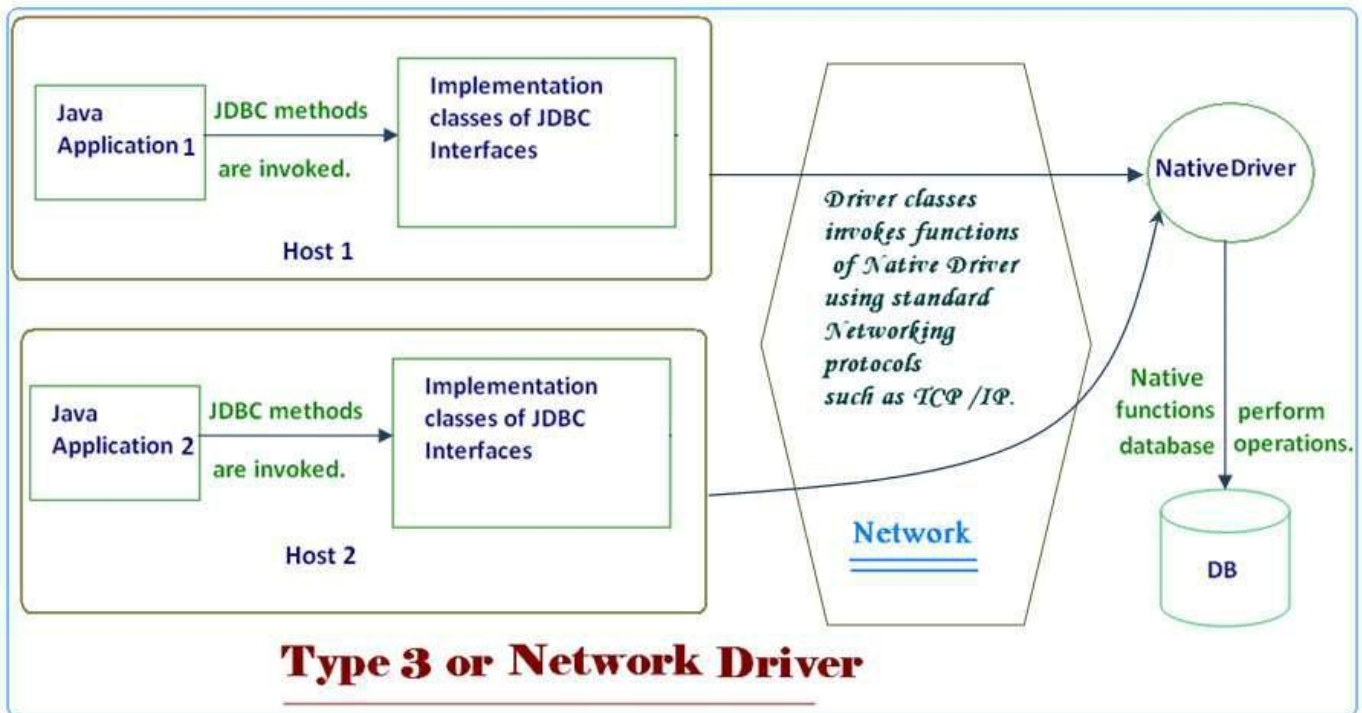 Java
Application 1
JDBC methods
are invoked.
Implementation
classes of JDBC
Interfaces
Host 1
Java
Application 2
JDBC methods
are invoked.
Implementation
classes of JDBC
Interfaces
Host 2
Driver classes
invokes functions
of Native Driver
using standard
Networking
protocols
such as TCP /IP.
Network
NativeDriver
Native
functions perform
database operations.
DB
Type 3 or Network Driver